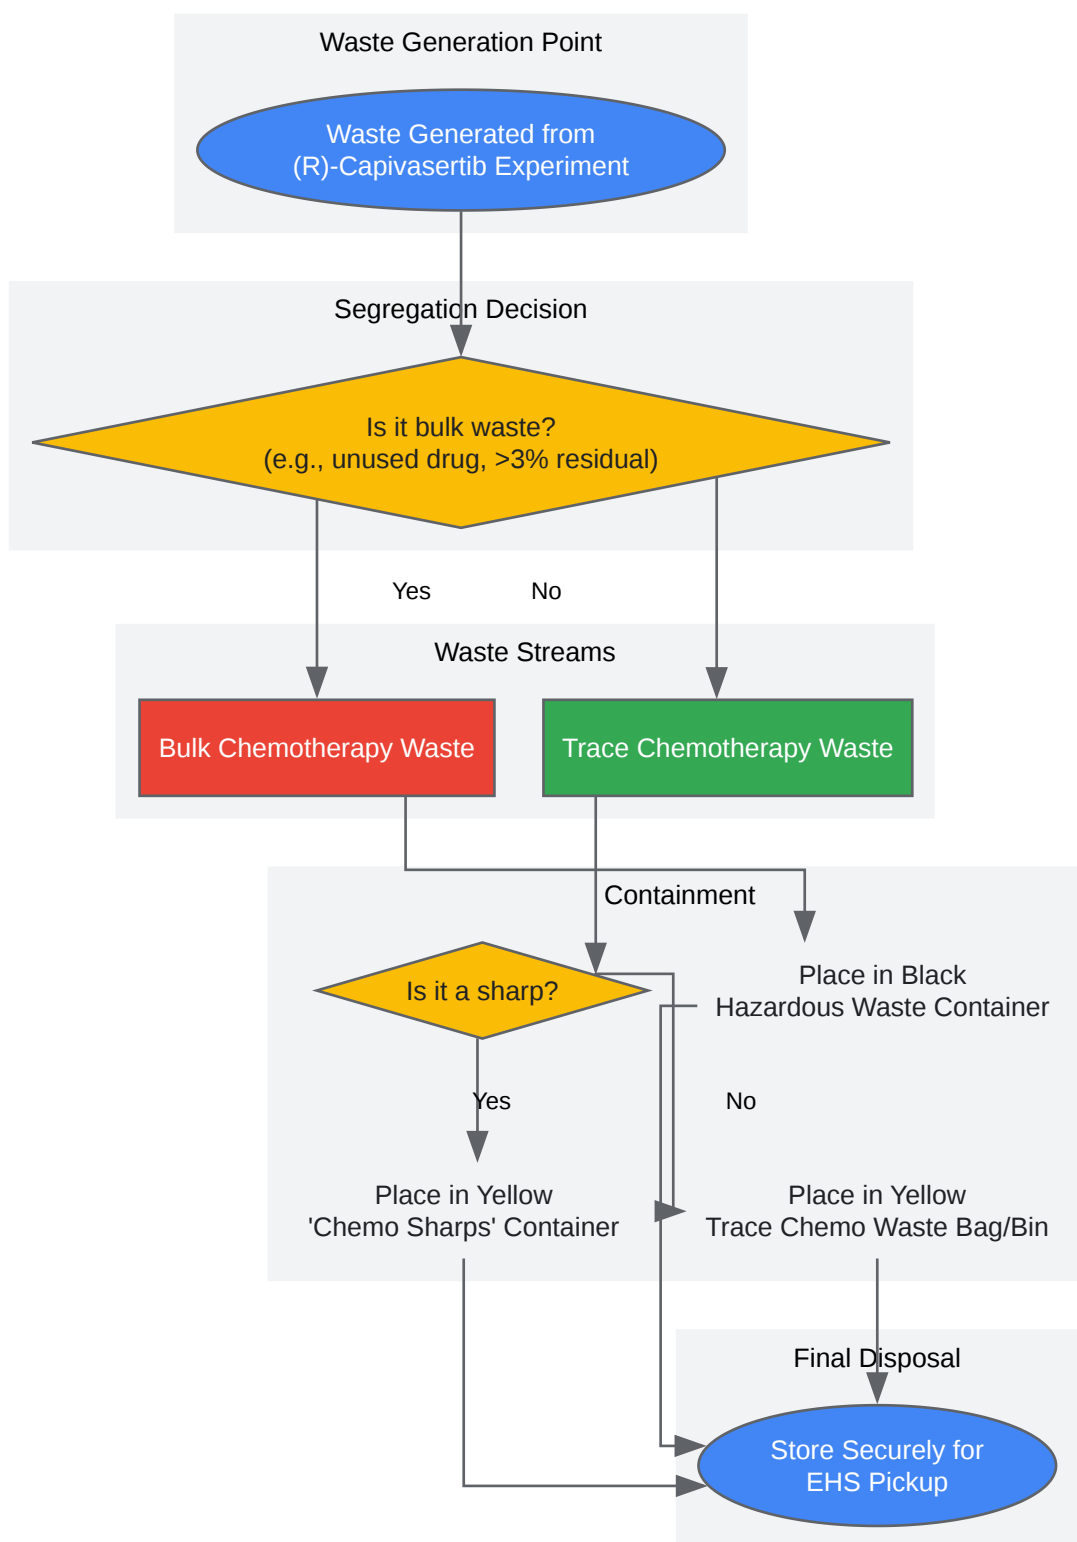 Waste Generation Point
Waste Generated from
(R)-Capivasertib Experiment
Segregation Decision
Is it bulk waste?
(e.g., unused drug, >3% residual)
Yes
No
Waste Streams
Bulk Chemotherapy Waste
Trace Chemotherapy Waste
Containment
Is it a sharp?
Place in Black
Hazardous Waste Container
Yes
No
Place in Yellow
'Chemo Sharps' Container
Place in Yellow
Trace Chemo Waste Bag/Bin
Final Disposal
Store Securely for
EHS Pickup